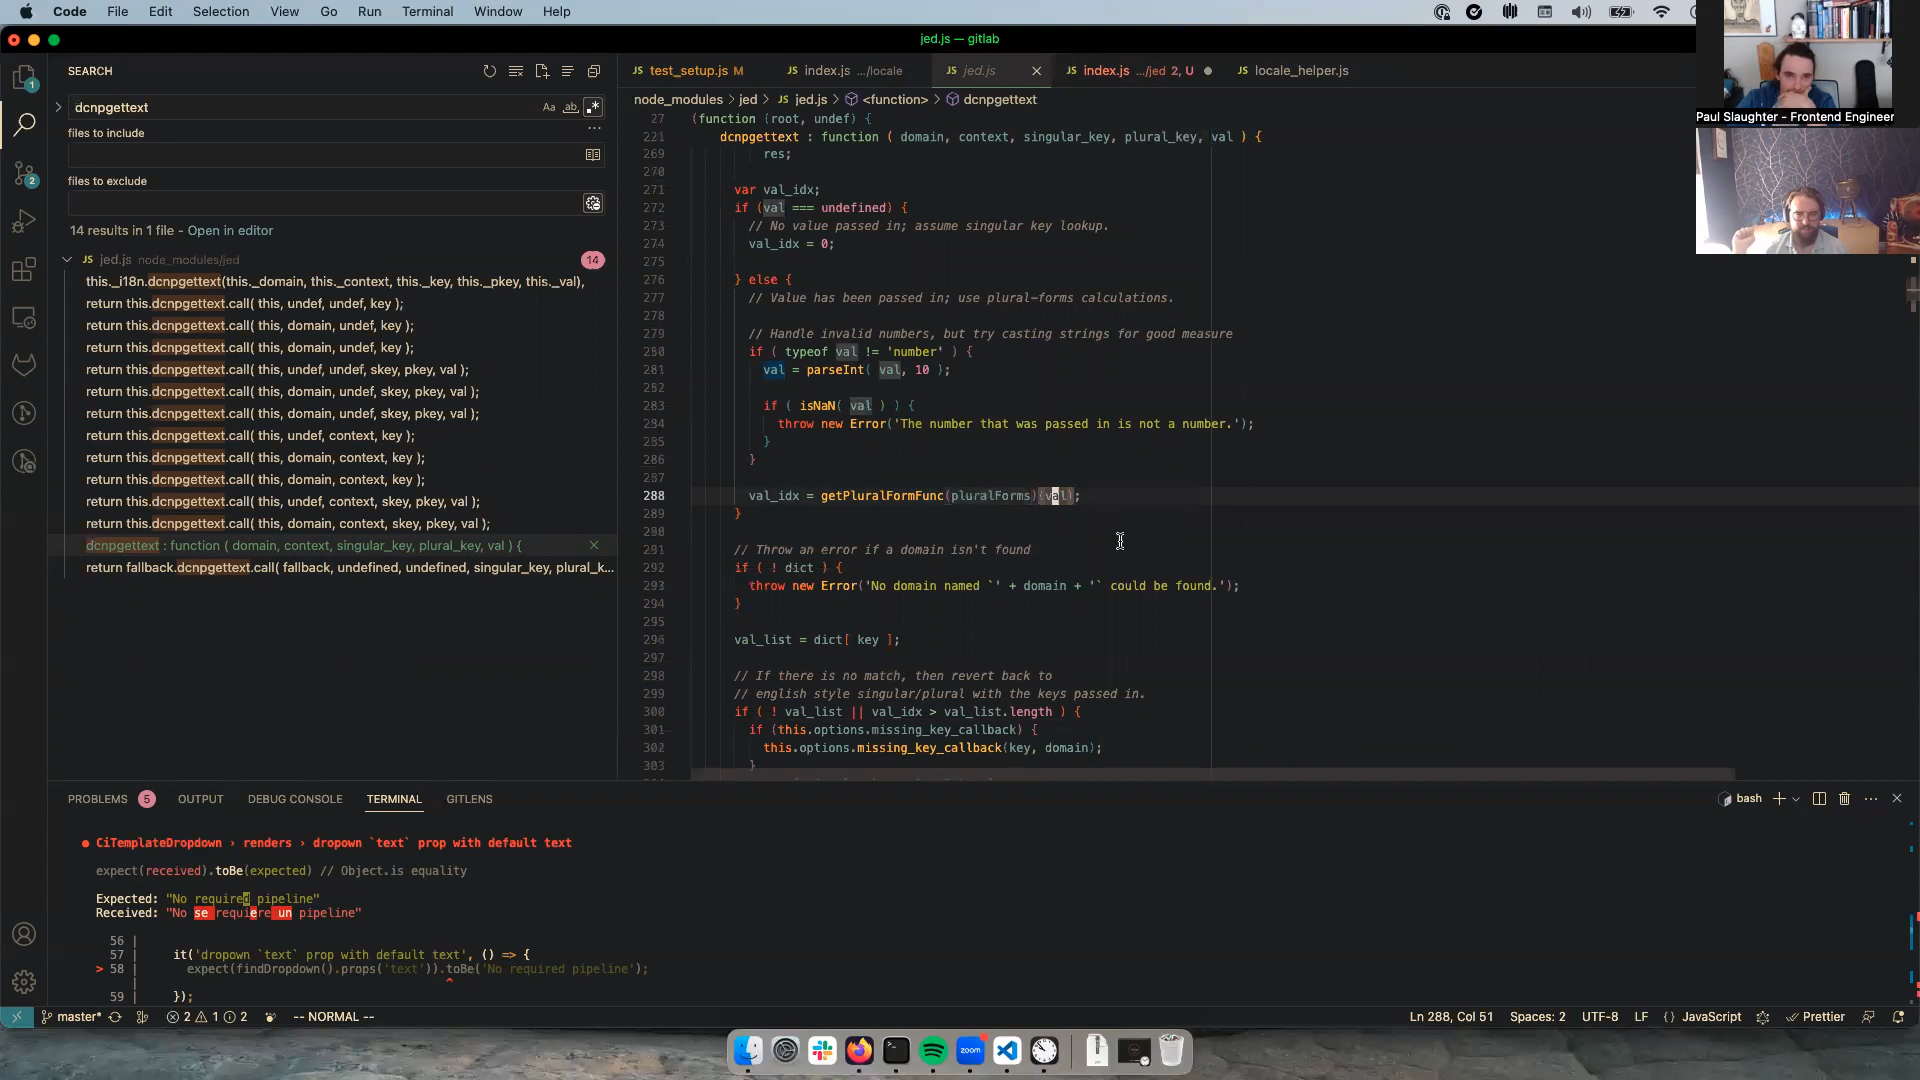 Code File Edit Selection View Go Run Terminal Window Help
jed.js — gitlab
SEARCH
dcnpgettext
Aa ab
files to include
files to exclude
14 results in 1 file - Open in editor
JS jed.js node_modules/jed 14
this._i18n.dcnpgettext(this._domain, this._context, this._key, this._pkey, this._val),
return this.dcnpgettext.call( this, undef, undef, key );
return this.dcnpgettext.call( this, domain, undef, key );
return this.dcnpgettext.call( this, domain, undef, key );
return this.dcnpgettext.call( this, undef, undef, skey, pkey, val );
return this.dcnpgettext.call( this, domain, undef, skey, pkey, val );
return this.dcnpgettext.call( this, domain, undef, skey, pkey, val );
return this.dcnpgettext.call( this, undef, context, key );
return this.dcnpgettext.call( this, domain, context, key );
return this.dcnpgettext.call( this, domain, context, key );
return this.dcnpgettext.call( this, undef, context, skey, pkey, val );
return this.dcnpgettext.call( this, domain, context, skey, pkey, val );
dcnpgettext : function ( domain, context, singular_key, plural_key, val ) {
return fallback.dcnpgettext.call( fallback, undefined, undefined, singular_key, plural_k...
1
2
JS test_setup.js M JS index.js .../locale JS jed.js JS index.js .../jed 2, U JS locale_helper.js
node_modules > jed > JS jed.js > <function> > dcnpgettext
27 (function (root, undef) {
221 dcnpgettext : function ( domain, context, singular_key, plural_key, val ) {
269 res;
270
271 var val_idx;
272 if (val === undefined) {
273 // No value passed in; assume singular key lookup.
274 val_idx = 0;
275
276 } else {
277 // Value has been passed in; use plural-forms calculations.
278
279 // Handle invalid numbers, but try casting strings for good measure
280 if ( typeof val != 'number' ) {
281 val = parseInt( val, 10 );
282
283 if ( isNaN( val ) ) {
284 throw new Error('The number that was passed in is not a number.');
285 }
286 }
287
288 val_idx = getPluralFormFunc(pluralForms)(val);
289 }
290
291 // Throw an error if a domain isn't found
292 if ( ! dict ) {
293 throw new Error('No domain named `' + domain + '` could be found.');
294 }
295
296 val_list = dict[ key ];
297
298 // If there is no match, then revert back to
299 // english style singular/plural with the keys passed in.
300 if ( ! val_list || val_idx > val_list.length ) {
301 if (this.options.missing_key_callback) {
302 this.options.missing_key_callback(key, domain);
303 }
Paul Slaughter - Frontend Engineer
PROBLEMS 5 OUTPUT DEBUG CONSOLE TERMINAL GITLENS
bash
● CiTemplateDropdown › renders › dropown `text` prop with default text
expect(received).toBe(expected) // Object.is equality
Expected: "No required pipeline"
Received: "No se requiere un pipeline"
56 |
57 | it('dropown `text` prop with default text', () => {
> 58 | expect(findDropdown().props('text')).toBe('No required pipeline');
| ^
59 | });
master* 2 1 2 -- NORMAL --
Ln 288, Col 51 Spaces: 2 UTF-8 LF {} JavaScript Prettier
zoom